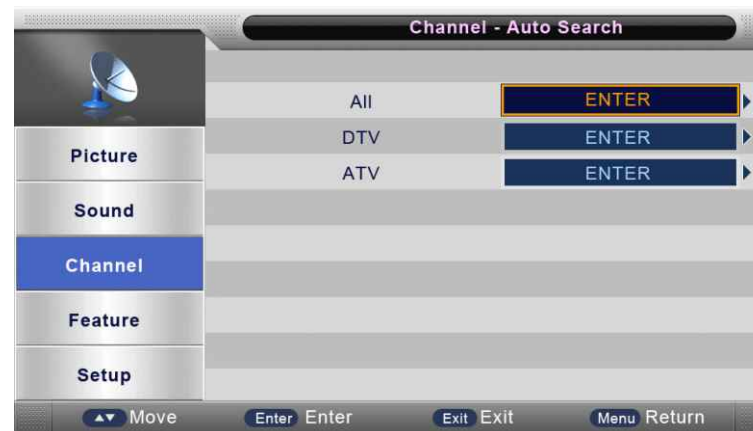 Channel - Auto Search
All ENTER
DTV ENTER
ATV ENTER
Picture
Sound
Channel
Feature
Setup
Move Enter Enter Exit Exit Menu Return